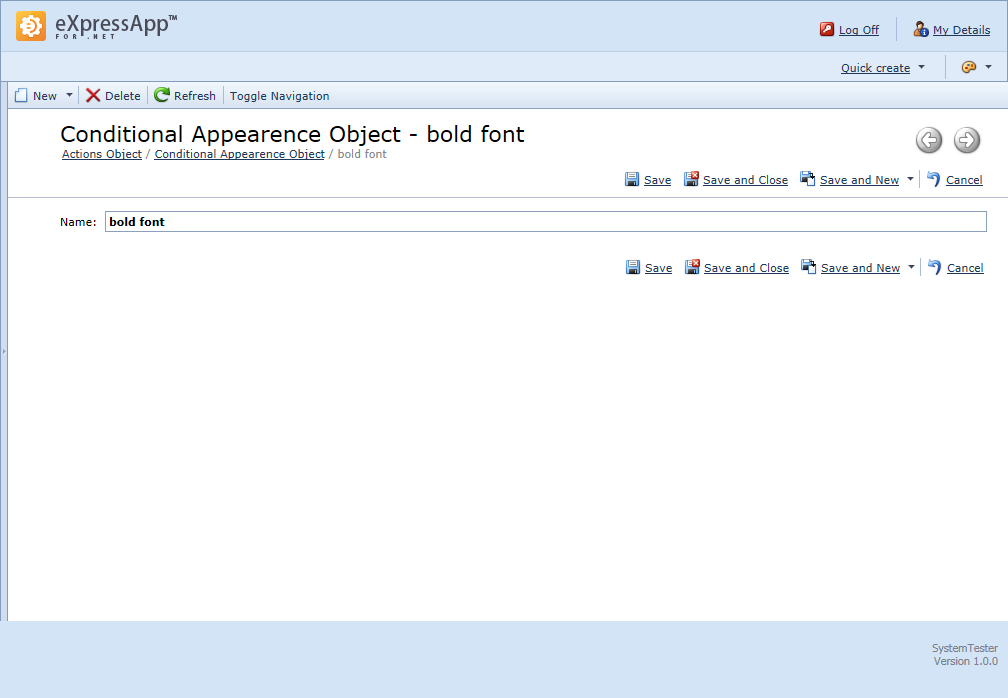 eXpressApp™
FOR .NET
Log Off
My Details
Quick create
New
Delete
Refresh
Toggle Navigation
Conditional Appearence Object - bold font
Actions Object / Conditional Appearence Object / bold font
Save
Save and Close
Save and New
Cancel
Name: bold font
Save
Save and Close
Save and New
Cancel
SystemTester
Version 1.0.0